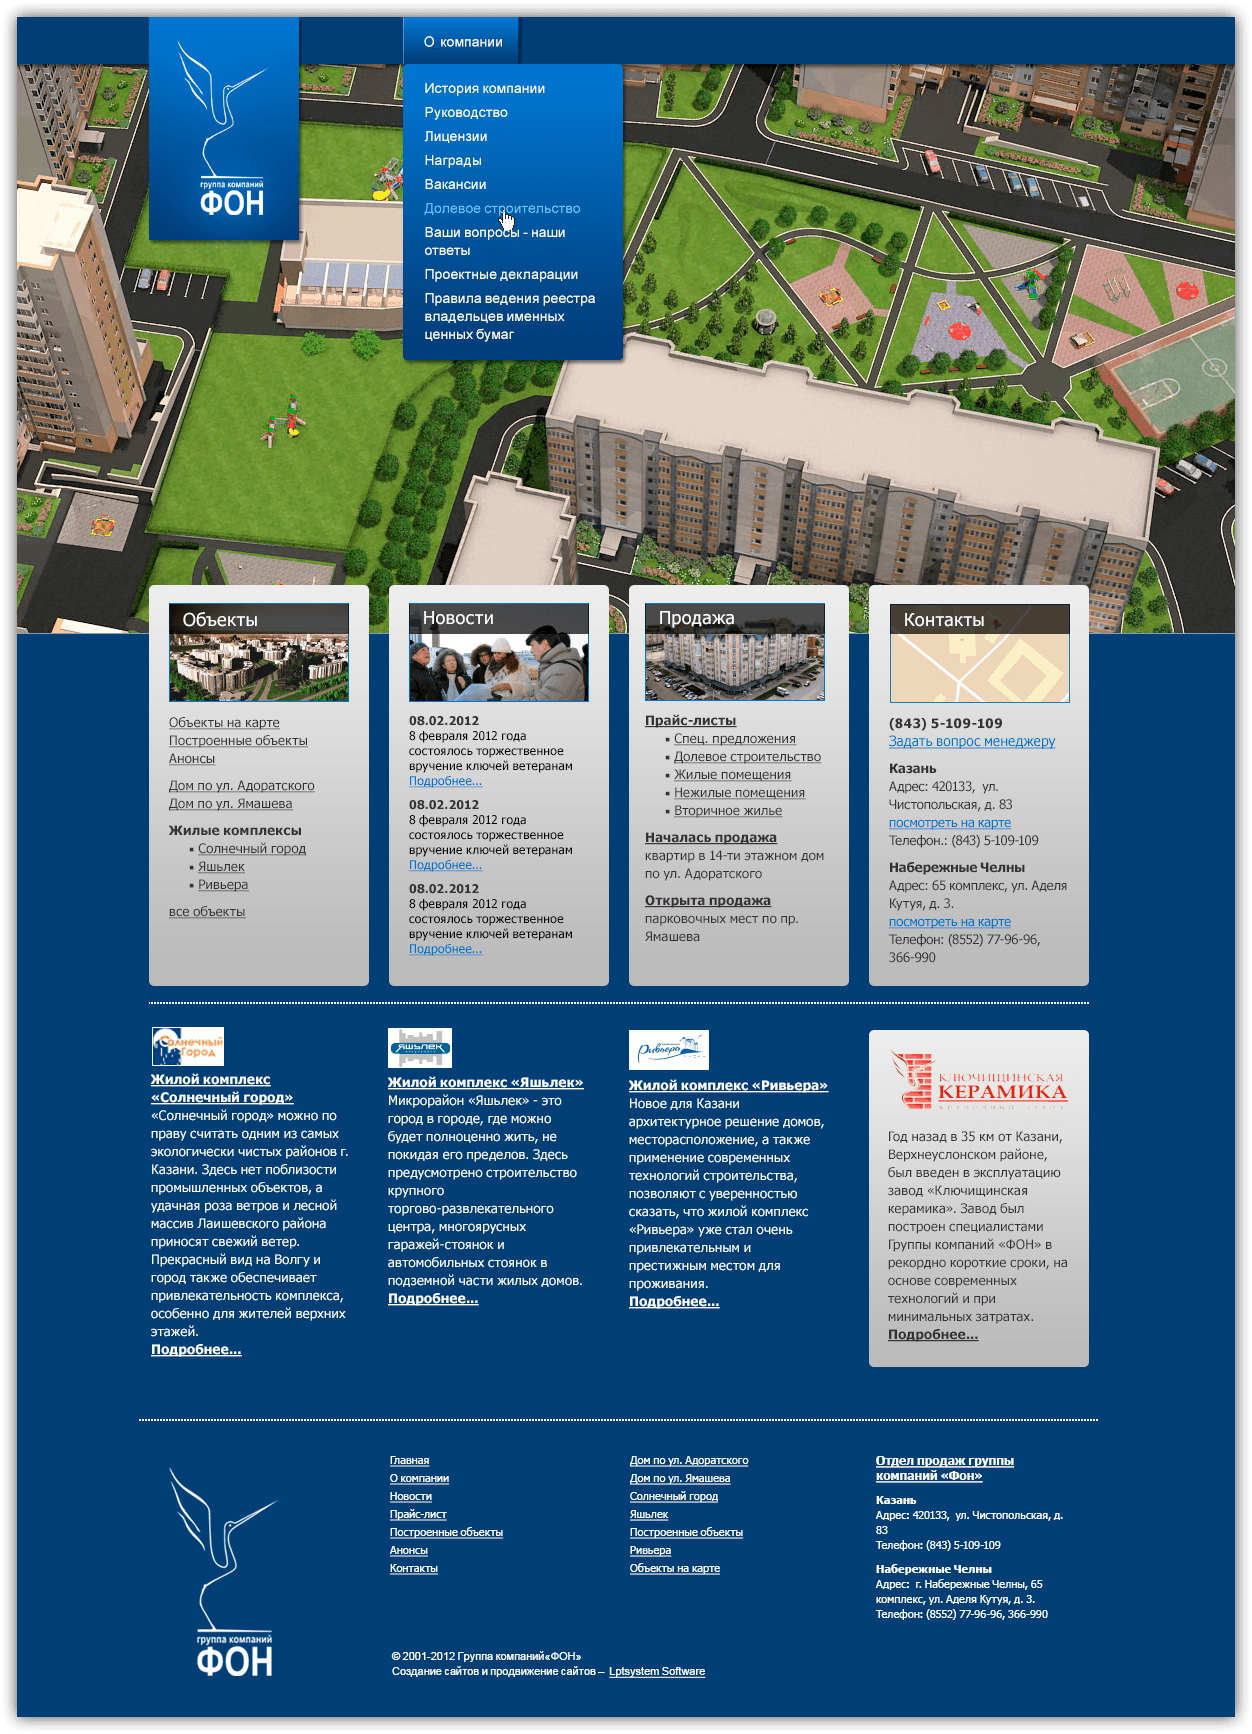 группа компаний
ФОН
О компании
История компании
Руководство
Лицензии
Награды
Вакансии
Долевое строительство
Ваши вопросы - наши
ответы
Проектные декларации
Правила ведения реестра
владельцев именных
ценных бумаг
Объекты
Объекты на карте
Построенные объекты
Анонсы
Дом по ул. Адоратского
Дом по ул. Ямашева
Жилые комплексы
Солнечный город
Яшьлек
Ривьера
все объекты
Новости
08.02.2012
8 февраля 2012 года
состоялось торжественное
вручение ключей ветеранам
Подробнее...
08.02.2012
8 февраля 2012 года
состоялось торжественное
вручение ключей ветеранам
Подробнее...
08.02.2012
8 февраля 2012 года
состоялось торжественное
вручение ключей ветеранам
Подробнее...
Продажа
Прайс-листы
Спец. предложения
Долевое строительство
Жилые помещения
Нежилые помещения
Вторичное жилье
Началась продажа
квартир в 14-ти этажном дом
по ул. Адоратского
Открыта продажа
парковочных мест по пр.
Ямашева
Контакты
(843) 5-109-109
Задать вопрос менеджеру
Казань
Адрес: 420133, ул.
Чистопольская, д. 83
посмотреть на карте
Телефон.: (843) 5-109-109
Набережные Челны
Адрес: 65 комплекс, ул. Аделя
Кутуя, д. 3.
посмотреть на карте
Телефон: (8552) 77-96-96,
366-990
Солнечный
Город
Жилой комплекс
«Солнечный город»
«Солнечный город» можно по
праву считать одним из самых
экологически чистых районов г.
Казани. Здесь нет поблизости
промышленных объектов, а
удачная роза ветров и лесной
массив Лаишевского района
приносят свежий ветер.
Прекрасный вид на Волгу и
город также обеспечивает
привлекательность комплекса,
особенно для жителей верхних
этажей.
Подробнее...
ЯШЬЛЕК
Жилой комплекс «Яшьлек»
Микрорайон «Яшьлек» - это
город в городе, где можно
будет полноценно жить, не
покидая его пределов. Здесь
предусмотрено строительство
крупного
торгово-развлекательного
центра, многоярусных
гаражей-стоянок и
автомобильных стоянок в
подземной части жилых домов.
Подробнее...
Ривьера
Жилой комплекс «Ривьера»
Новое для Казани
архитектурное решение домов,
месторасположение, а также
применение современных
технологий строительства,
позволяют с уверенностью
сказать, что жилой комплекс
«Ривьера» уже стал очень
привлекательным и
престижным местом для
проживания.
Подробнее...
КЛЮЧИЩИНСКАЯ
КЕРАМИКА
Год назад в 35 км от Казани,
Верхнеуслонском районе,
был введен в эксплуатацию
завод «Ключищинская
керамика». Завод был
построен специалистами
Группы компаний «ФОН» в
рекордно короткие сроки, на
основе современных
технологий и при
минимальных затратах.
Подробнее...
группа компаний
ФОН
Главная
О компании
Новости
Прайс-лист
Построенные объекты
Анонсы
Контакты
Дом по ул. Адоратского
Дом по ул. Ямашева
Солнечный город
Яшьлек
Построенные объекты
Ривьера
Объекты на карте
Отдел продаж группы
компаний «Фон»
Казань
Адрес: 420133, ул. Чистопольская, д.
83
Телефон: (843) 5-109-109
Набережные Челны
Адрес: г. Набережные Челны, 65
комплекс, ул. Аделя Кутуя, д. 3.
Телефон: (8552) 77-96-96, 366-990
© 2001-2012 Группа компаний«ФОН»
Создание сайтов и продвижение сайтов – Lptsystem Software